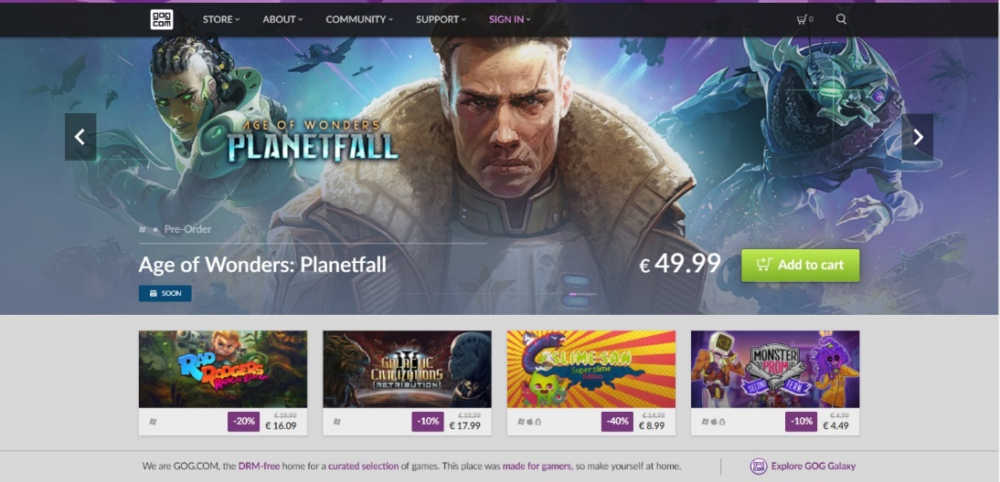 gog
com
STORE
ABOUT
COMMUNITY
SUPPORT
SIGN IN
0
AGE OF WONDERS
PLANETFALL
Pre-Order
Age of Wonders: Planetfall
€ 49.99
Add to cart
SOON
RAD
RODGERS
RADICAL EDITION
GALACTIC
CIVILIZATIONS
RETRIBUTION
SLIME-SAN
Superslime
Edition
MONSTER
PROM
SECOND TERM
-20%
€ 19.99
€ 16.09
-10%
€ 19.99
€ 17.99
-40%
€ 14.99
€ 8.99
-10%
€ 4.99
€ 4.49
We are GOG.COM, the DRM-free home for a curated selection of games. This place was made for gamers, so make yourself at home.
gog
com
Explore GOG Galaxy